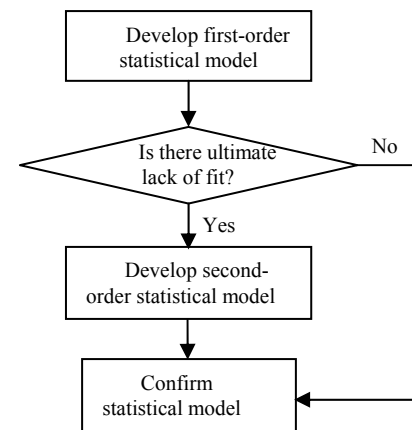 Develop first-order
statistical model
Is there ultimate
lack of fit?
No
Yes
Develop second-
order statistical model
Confirm
statistical model